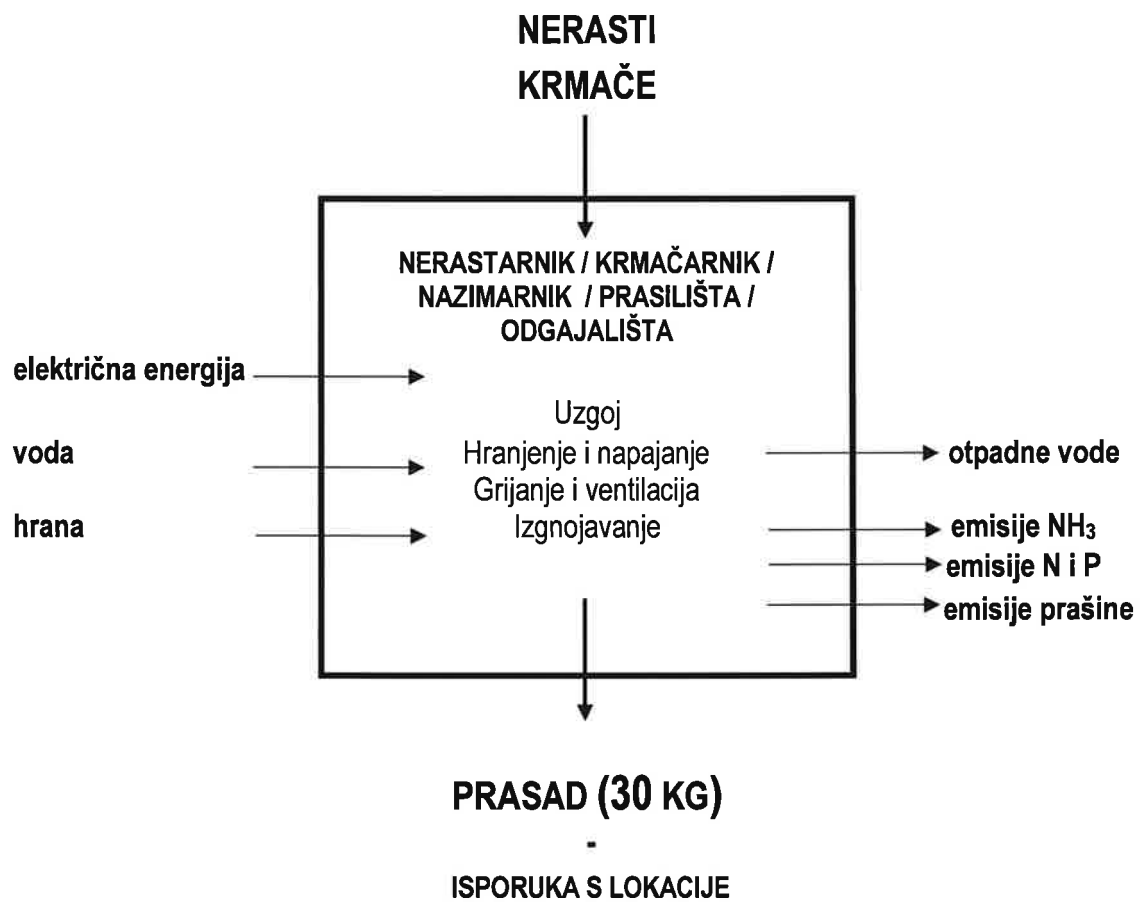 NERASTI
KRMAČE
NERASTARNIK / KRMAČARNIK /
NAZIMARNIK / PRASILIŠTA /
ODGAJALIŠTA
električna energija
voda
hrana
Uzgoj
Hranjenje i napajanje
Grijanje i ventilacija
Izgnojavanje
otpadne vode
emisije NH₃
emisije N i P
emisije prašine
PRASAD (30 KG)
-
ISPORUKA S LOKACIJE